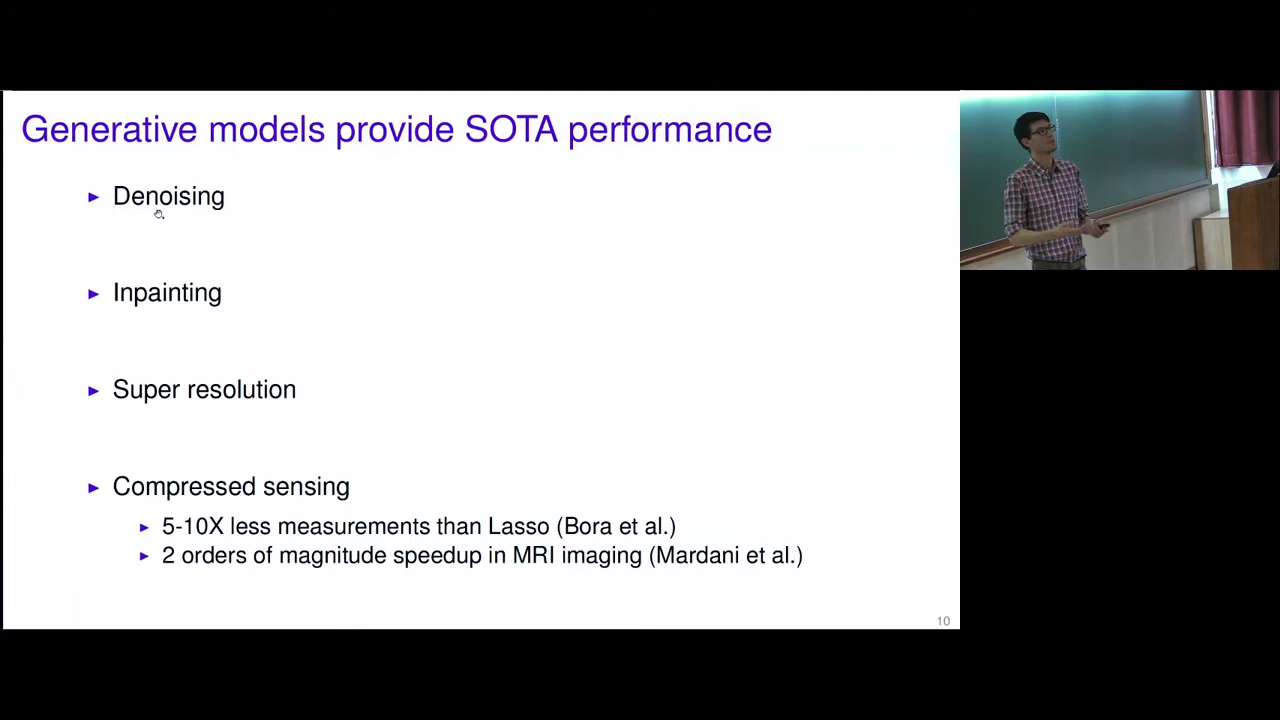 Generative models provide SOTA performance
Denoising
Inpainting
Super resolution
Compressed sensing
5-10X less measurements than Lasso (Bora et al.)
2 orders of magnitude speedup in MRI imaging (Mardani et al.)
10